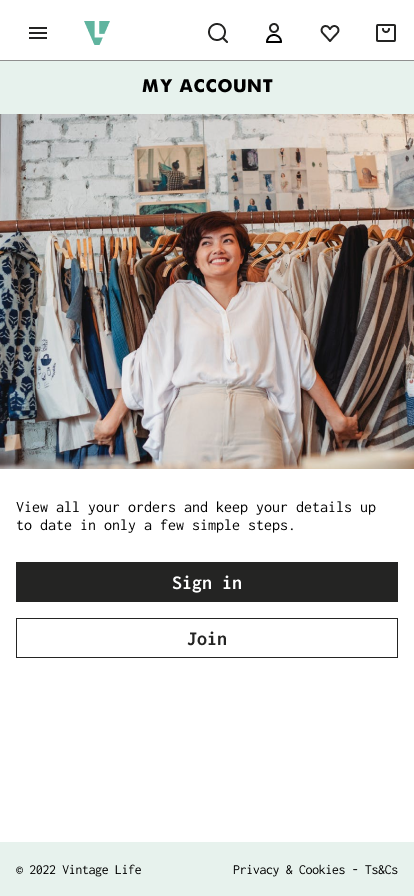 MY ACCOUNT
View all your orders and keep your details up
to date in only a few simple steps.
Sign in
Join
© 2022 Vintage Life
Privacy & Cookies - Ts&Cs